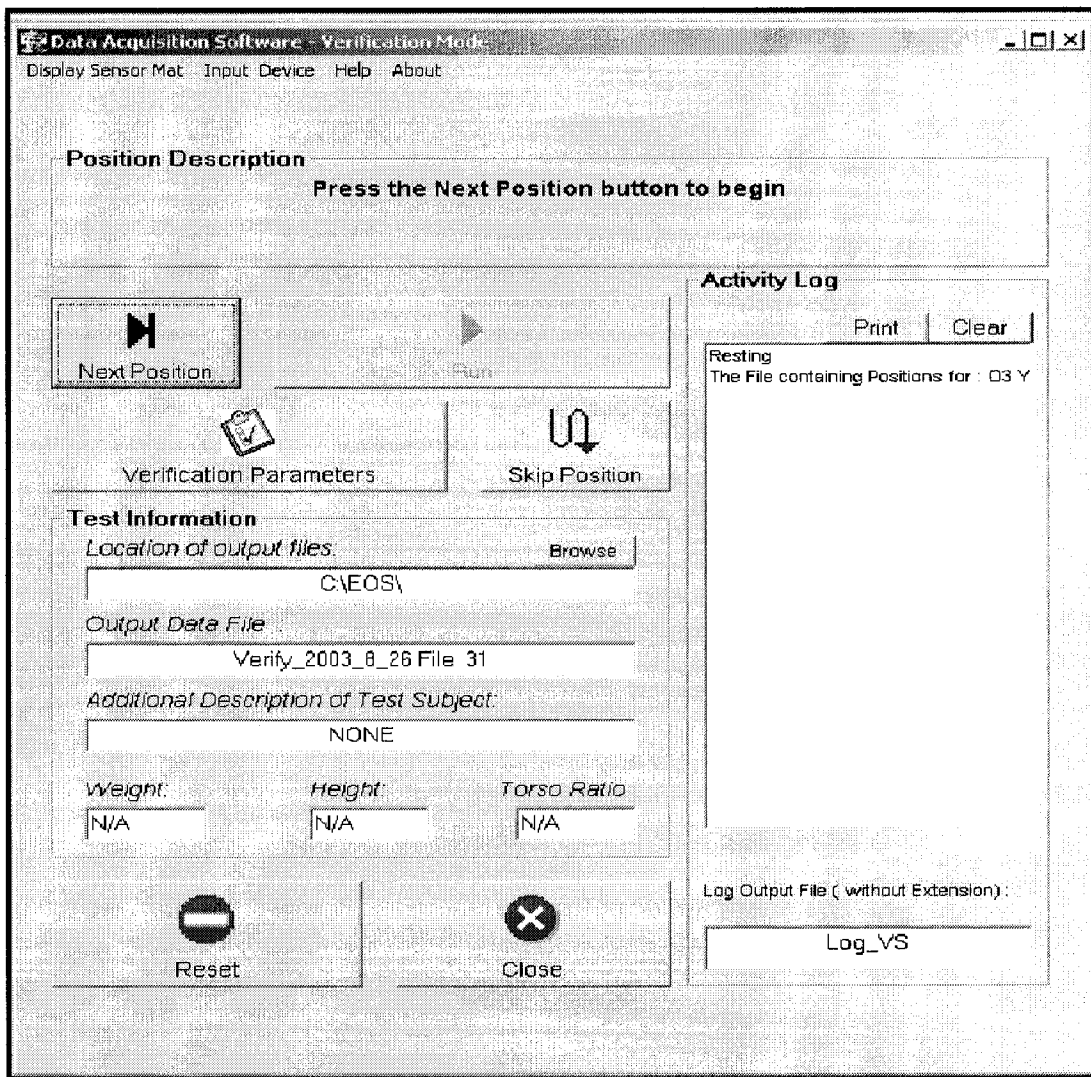 Data Acquisition Software - Verification Mode
Display Sensor Mat Input Device Help About
Position Description
Press the Next Position button to begin
Next Position
Run
Verification Parameters
Skip Position
Test Information
Location of output files:
Browse
C:\EOS\
Output Data File :
Verify_2003_8_26 File 31
Additional Description of Test Subject:
NONE
Weight:
Height:
Torso Ratio
N/A
N/A
N/A
Reset
Close
Activity Log
Print
Clear
Resting
The File containing Positions for : O3 Y
Log Output File ( without Extension) :
Log_VS